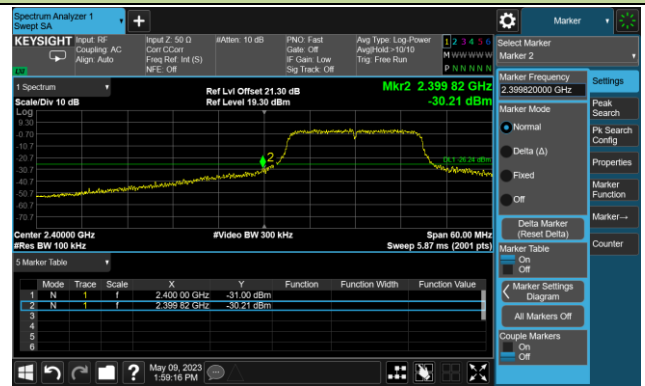 Spectrum Analyzer 1
Swept SA
Marker
KEYSIGHT
Input: RF
Coupling: AC
Align: Auto
Input Z: 50 Ω
Corr CCorr
Freq Ref: Int (S)
NFE: Off
#Atten: 10 dB
PNO: Fast
Gate: Off
IF Gain: Low
Sig Track: Off
Avg Type: Log-Power
Avg|Hold:>10/10
Trig: Free Run
1 2 3 4 5 6
M W W W W W
P N N N N N
LW
1 Spectrum
Scale/Div 10 dB
Log
Ref Lvl Offset 21.30 dB
Ref Level 19.30 dBm
Mkr2 2.399 82 GHz
-30.21 dBm
9.30
-0.70
-10.7
-20.7
-30.7
-40.7
-50.7
-60.7
-70.7
2
DL1 -26.24 dBm
Center 2.40000 GHz
#Res BW 100 kHz
#Video BW 300 kHz
Span 60.00 MHz
Sweep 5.87 ms (2001 pts)
5 Marker Table
Mode Trace Scale X Y Function Function Width Function Value
1 N 1 f 2.400 00 GHz -31.00 dBm
2 N 1 f 2.399 82 GHz -30.21 dBm
3
4
5
6
May 09, 2023
1:59:16 PM
Select Marker
Marker 2
Marker Frequency
2.399820000 GHz
Marker Mode
Normal
Delta (Δ)
Fixed
Off
Delta Marker
(Reset Delta)
Marker Table
On
Off
Marker Settings
Diagram
All Markers Off
Couple Markers
On
Off
Settings
Peak
Search
Pk Search
Config
Properties
Marker
Function
Marker→
Counter